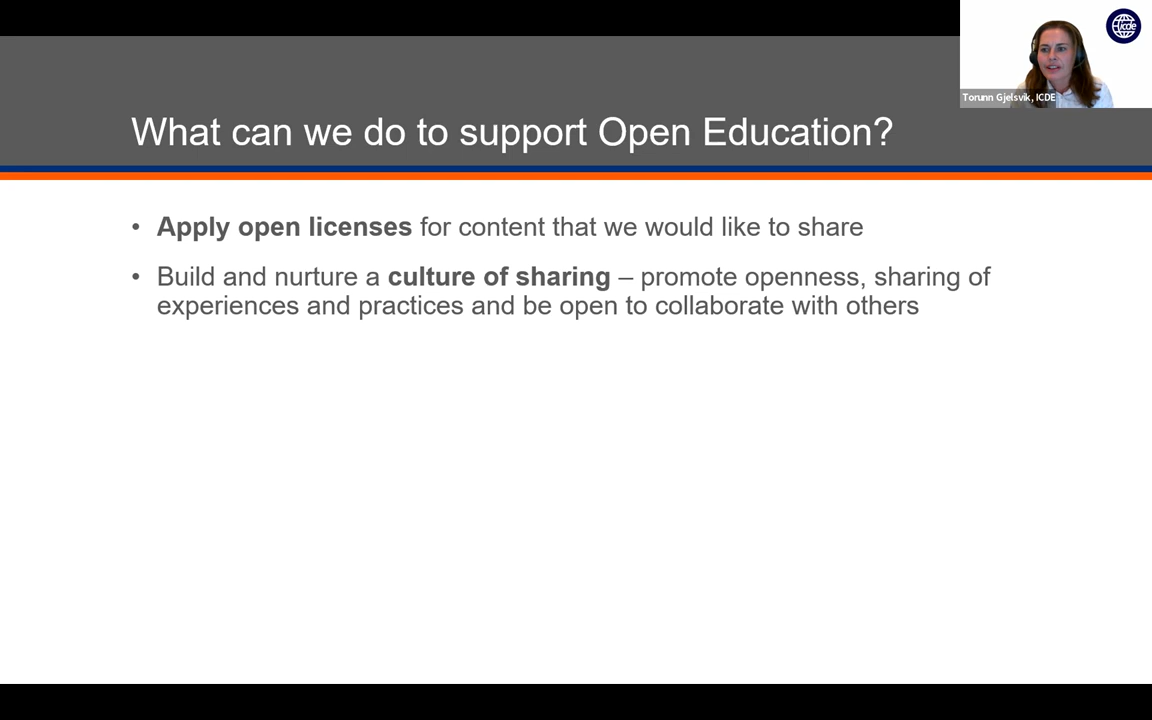 icde
Torunn Gjelsvik, ICDE
What can we do to support Open Education?
• Apply open licenses for content that we would like to share
• Build and nurture a culture of sharing – promote openness, sharing of
experiences and practices and be open to collaborate with others